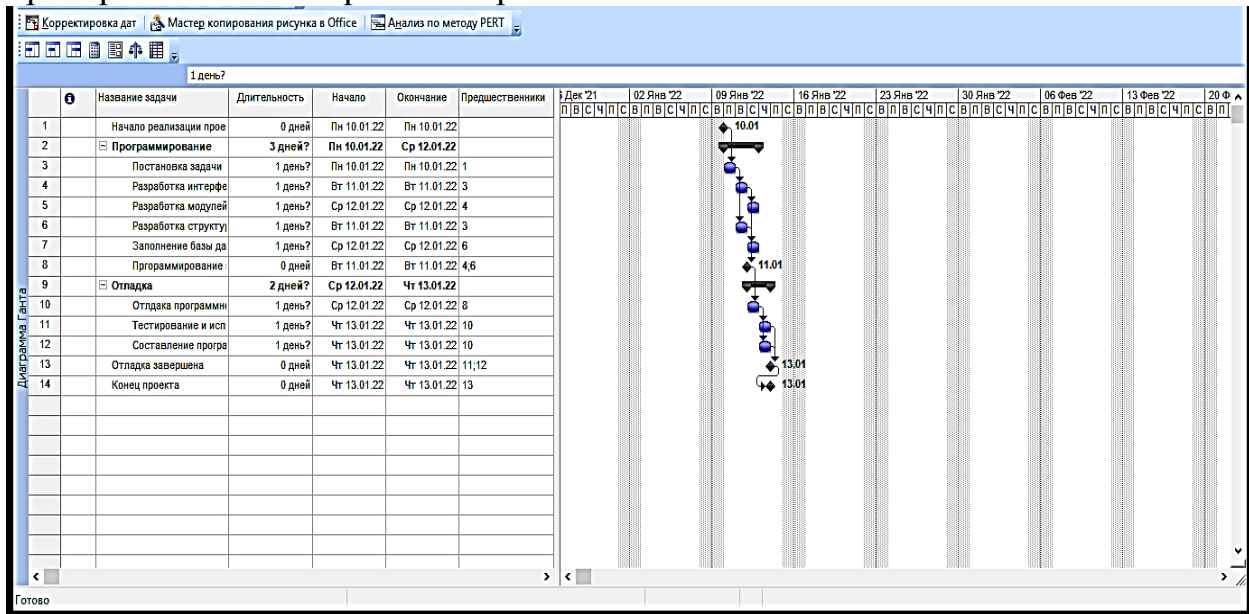 Корректировка дат Мастер копирования рисунка в Office Анализ по методу PERT
1 день?
Название задачи Длительность Начало Окончание Предшественники Дек '21 02 Янв '22 09 Янв '22 16 Янв '22 23 Янв '22 30 Янв '22 06 Фев '22 13 Фев '22 20 Ф
П В С Ч П С В П В С Ч П С В П В С Ч П С В П В С Ч П С В П В С Ч П С В П В С Ч П С В П В С Ч П С В П В С Ч П С В П
1 Начало реализации прое 0 дней Пн 10.01.22 Пн 10.01.22 10.01
2 Программирование 3 дней? Пн 10.01.22 Ср 12.01.22
3 Постановка задачи 1 день? Пн 10.01.22 Пн 10.01.22 1
4 Разработка интерфе 1 день? Вт 11.01.22 Вт 11.01.22 3
5 Разработка модулей 1 день? Ср 12.01.22 Ср 12.01.22 4
6 Разработка структу 1 день? Вт 11.01.22 Вт 11.01.22 3
7 Заполнение базы да 1 день? Ср 12.01.22 Ср 12.01.22 6
8 Прпораммирование 0 дней Вт 11.01.22 Вт 11.01.22 4;6 11.01
9 Отладка 2 дней? Ср 12.01.22 Чт 13.01.22
10 Отлдака программн 1 день? Ср 12.01.22 Ср 12.01.22 8
11 Тестирование и исп 1 день? Чт 13.01.22 Чт 13.01.22 10
12 Составление програ 1 день? Чт 13.01.22 Чт 13.01.22 10
13 Отладка завершена 0 дней Чт 13.01.22 Чт 13.01.22 11;12 13.01
14 Конец проекта 0 дней Чт 13.01.22 Чт 13.01.22 13 13.01
Диаграмма Ганта
Готово